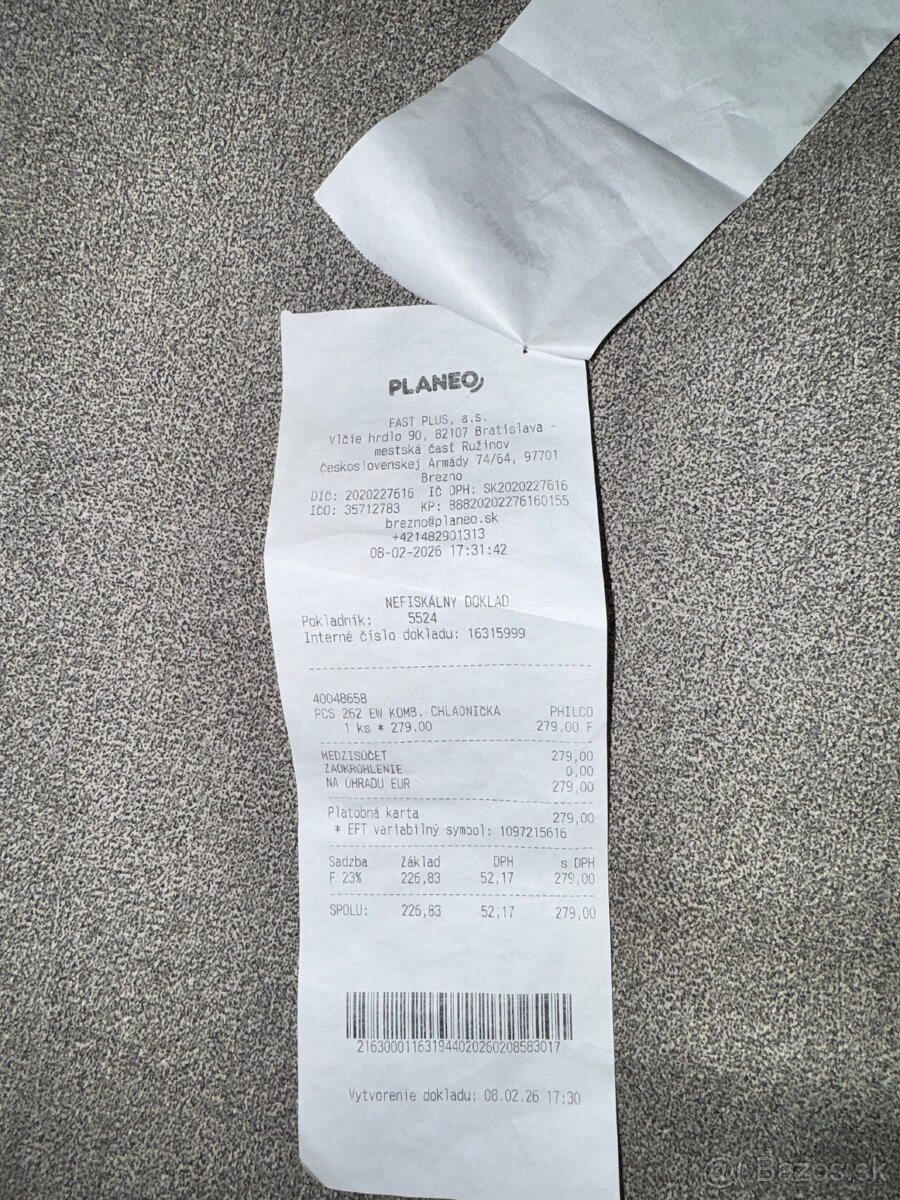 PLANEO
FAST PLUS, a.s.
Vlčie hrdlo 90, 82107 Bratislava -
mestská časť Ružinov
Československej Armády 74/64, 97701
Brezno
DIČ: 2020227616 IČ DPH: SK2020227616
IČO: 35712783 KP: 88820202276160155
brezno@planeo.sk
+421482901313
08-02-2026 17:31:42
NEFISKÁLNY DOKLAD
Pokladník: 5524
Interné číslo dokladu: 16315999
40048658
PCS 262 EW KOMB. CHLADNIČKA PHILCO
1 ks * 279.00 279.00 F
MEDZISÚČET 279,00
ZAOKRÚHLENIE 0,00
NA ÚHRADU EUR 279,00
Platobná karta 279,00
* EFT variabilný symbol: 1097215616
Sadzba Základ DPH s DPH
F 23% 226,83 52,17 279,00
SPOLU: 226,83 52,17 279,00
216300011631944020260208583017
Vytvorenie dokladu: 08.02.26 17:30
@ Bazos.sk